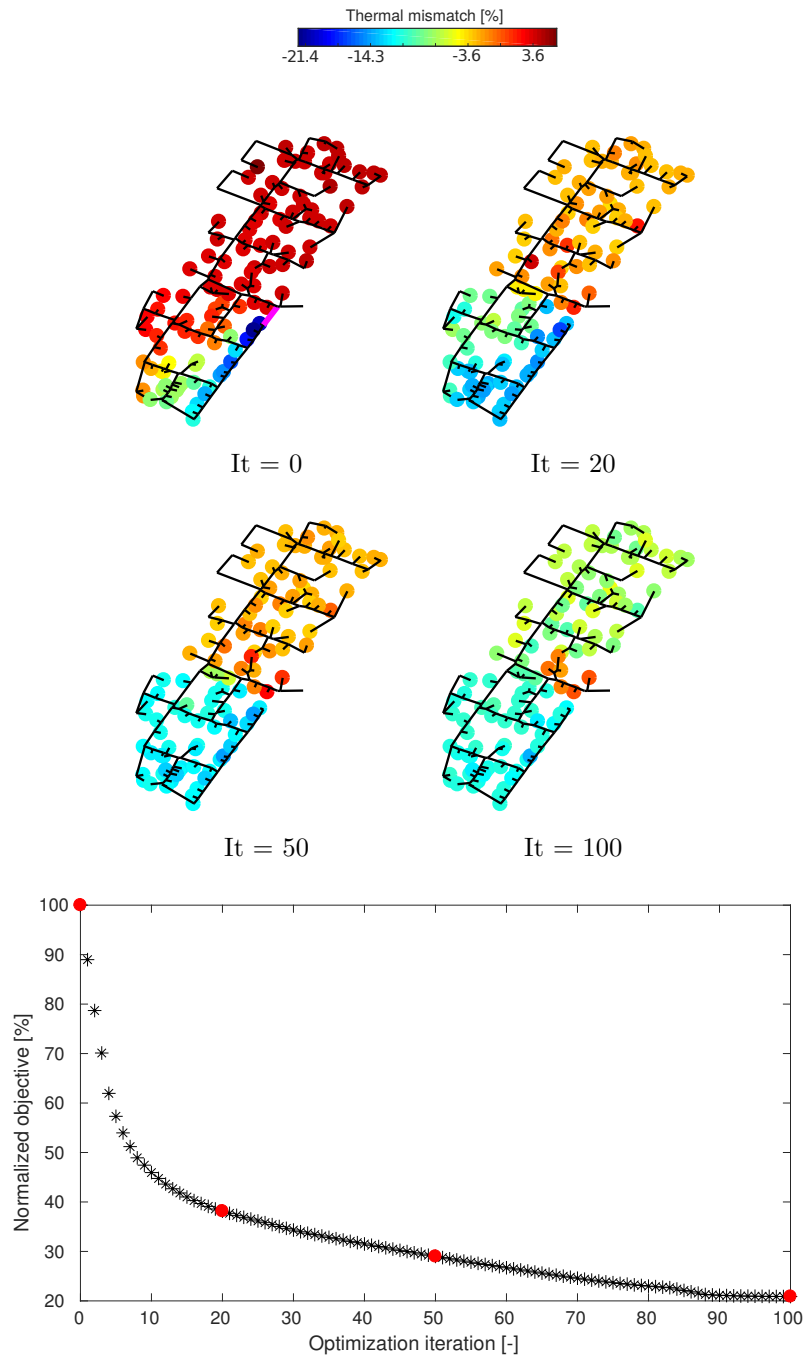 Thermal mismatch [%]
-21.4 -14.3 -3.6 3.6
It = 0 It = 20
It = 50 It = 100
100
90
80
70
60
50
40
30
20
Normalized objective [%]
0 10 20 30 40 50 60 70 80 90 100
Optimization iteration [-]